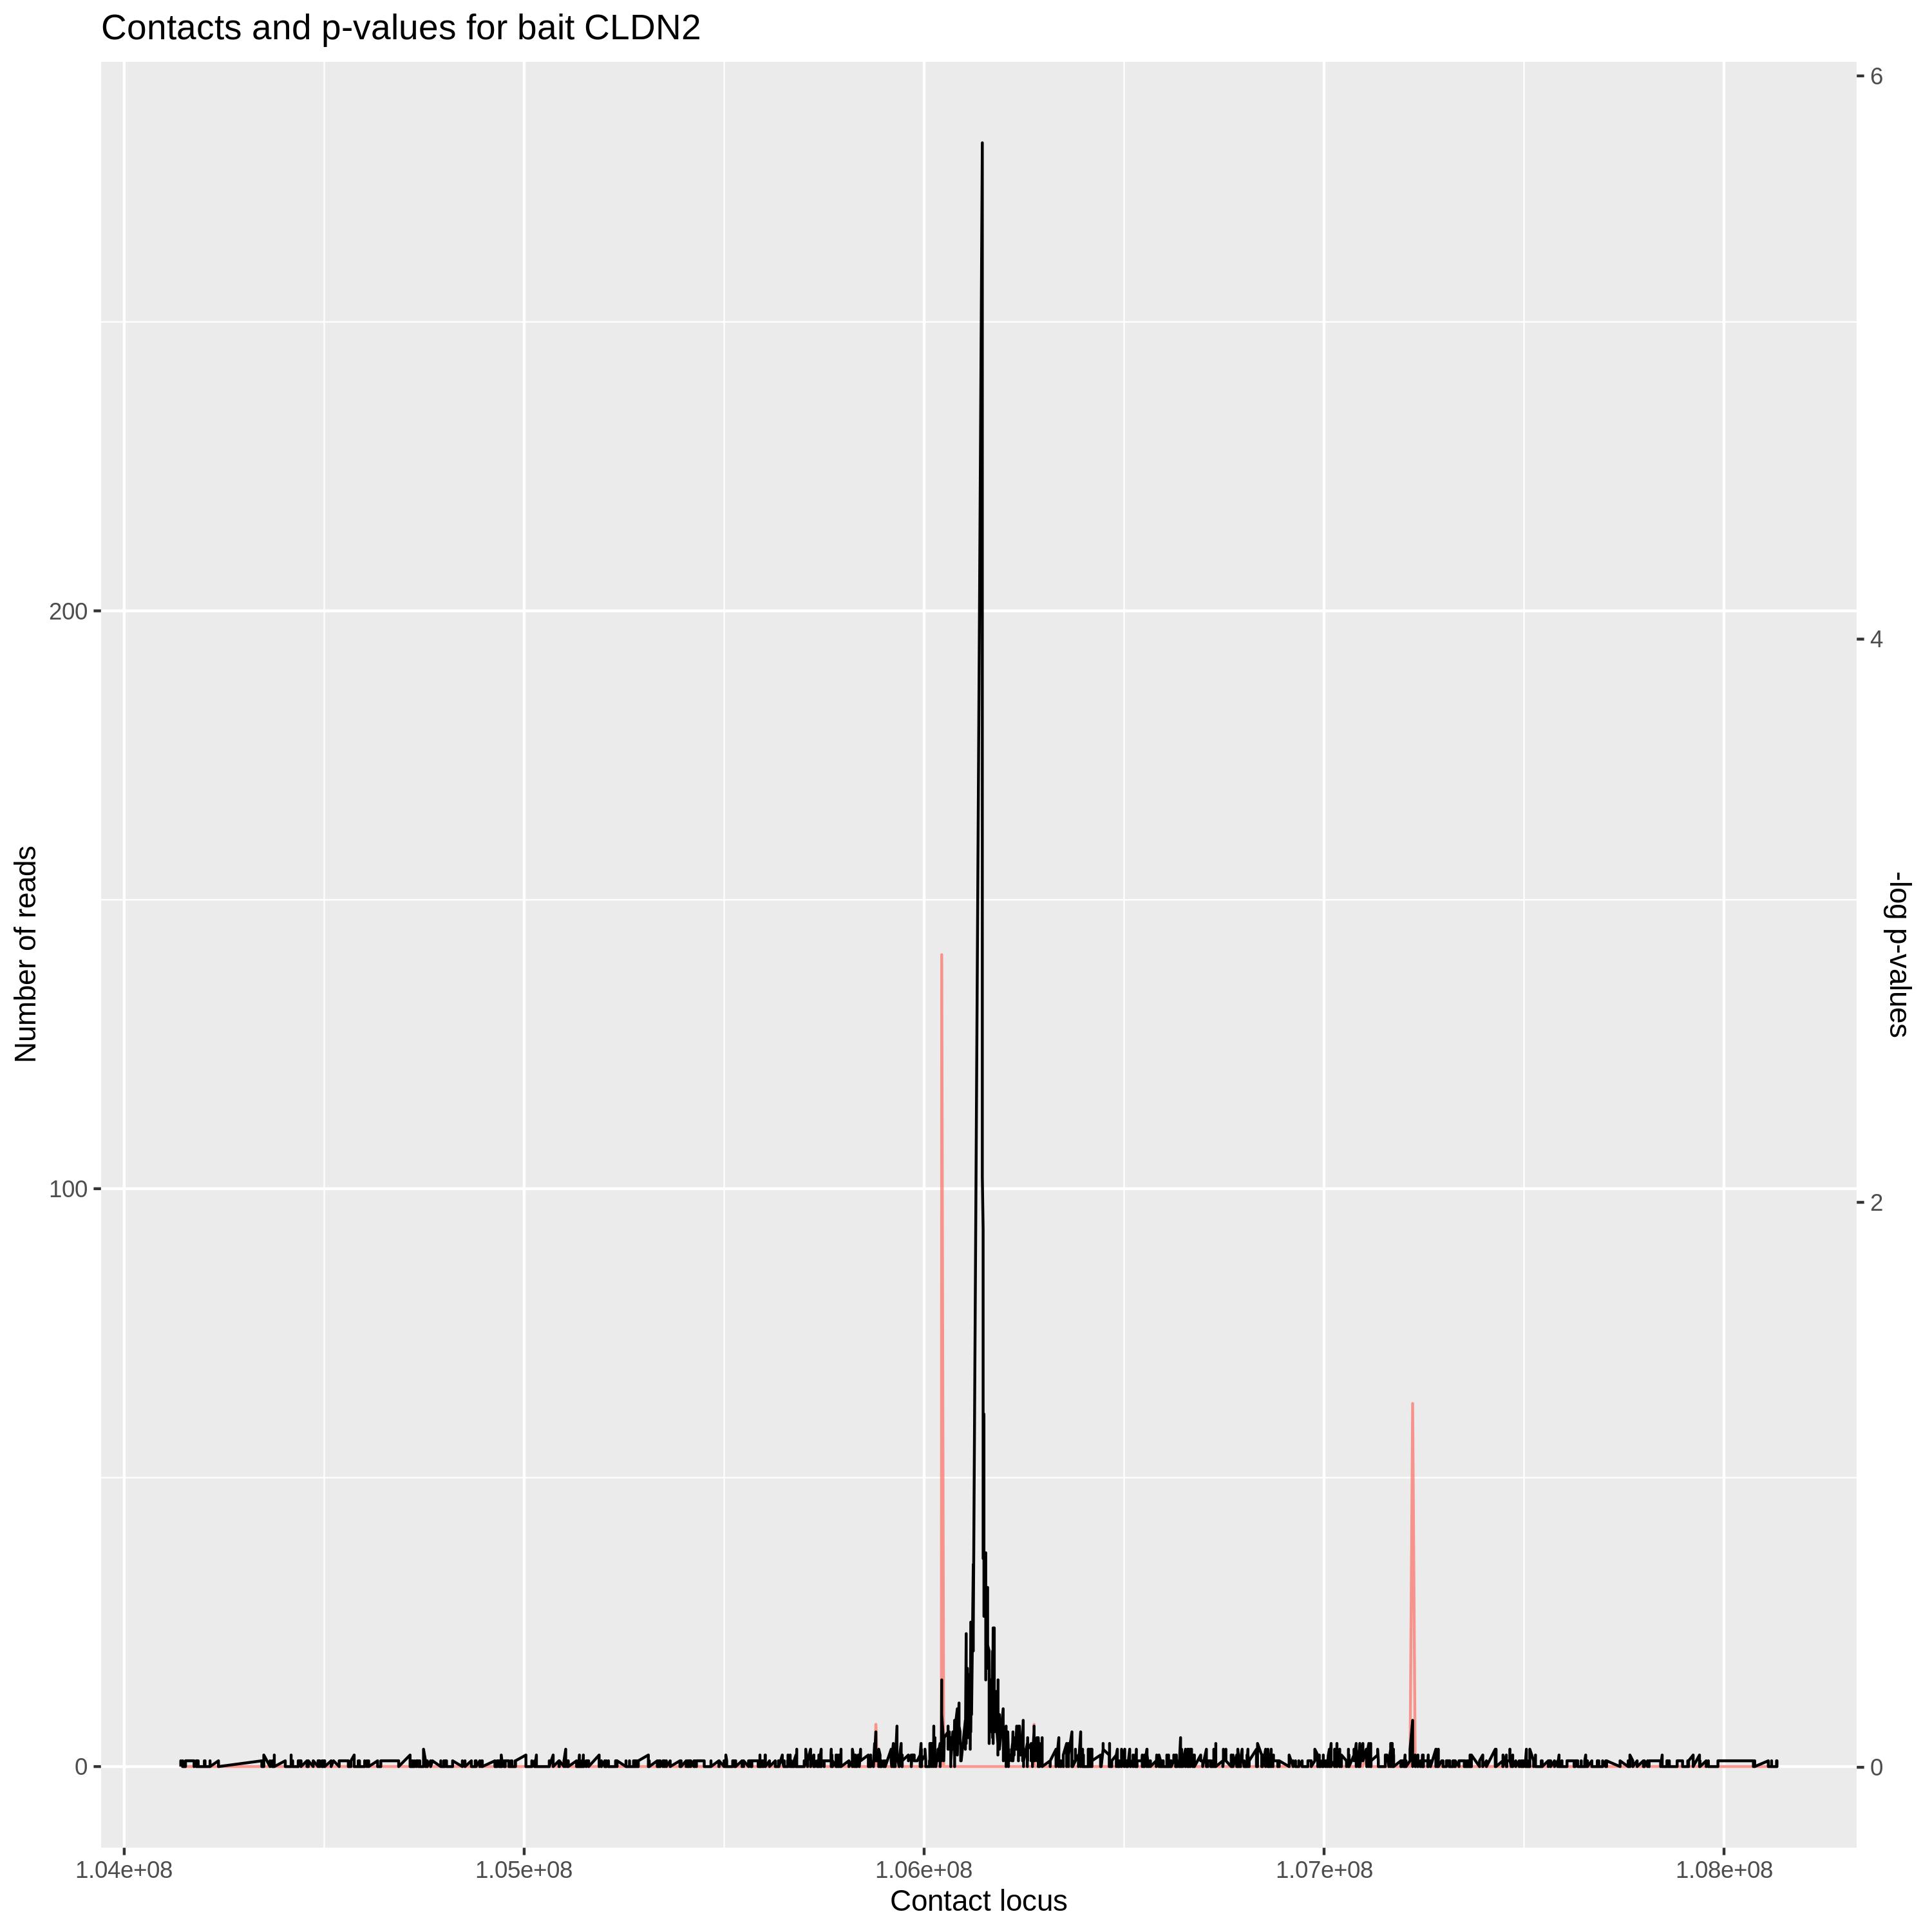 Contacts and p-values for bait CLDN2
6
200
4
Number of reads
-log p-values
100
2
0
0
1.04e+08
1.05e+08
1.06e+08
1.07e+08
1.08e+08
Contact locus